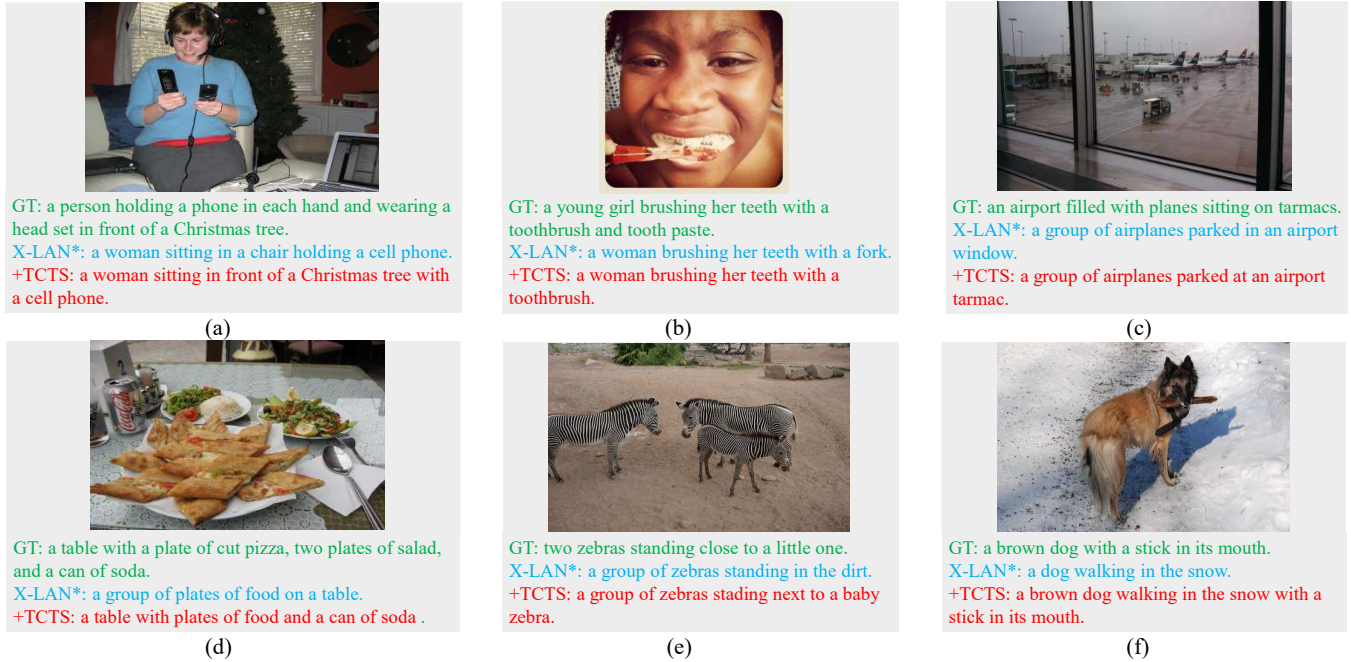 GT: a person holding a phone in each hand and wearing a
head set in front of a Christmas tree.
X-LAN*: a woman sitting in a chair holding a cell phone.
+TCTS: a woman sitting in front of a Christmas tree with
a cell phone.
(a)
GT: a young girl brushing her teeth with a
toothbrush and tooth paste.
X-LAN*: a woman brushing her teeth with a fork.
+TCTS: a woman brushing her teeth with a
toothbrush.
(b)
GT: an airport filled with planes sitting on tarmacs.
X-LAN*: a group of airplanes parked in an airport
window.
+TCTS: a group of airplanes parked at an airport
tarmac.
(c)
Coca-Cola
GT: a table with a plate of cut pizza, two plates of salad,
and a can of soda.
X-LAN*: a group of plates of food on a table.
+TCTS: a table with plates of food and a can of soda .
(d)
GT: two zebras standing close to a little one.
X-LAN*: a group of zebras standing in the dirt.
+TCTS: a group of zebras stading next to a baby
zebra.
(e)
GT: a brown dog with a stick in its mouth.
X-LAN*: a dog walking in the snow.
+TCTS: a brown dog walking in the snow with a
stick in its mouth.
(f)